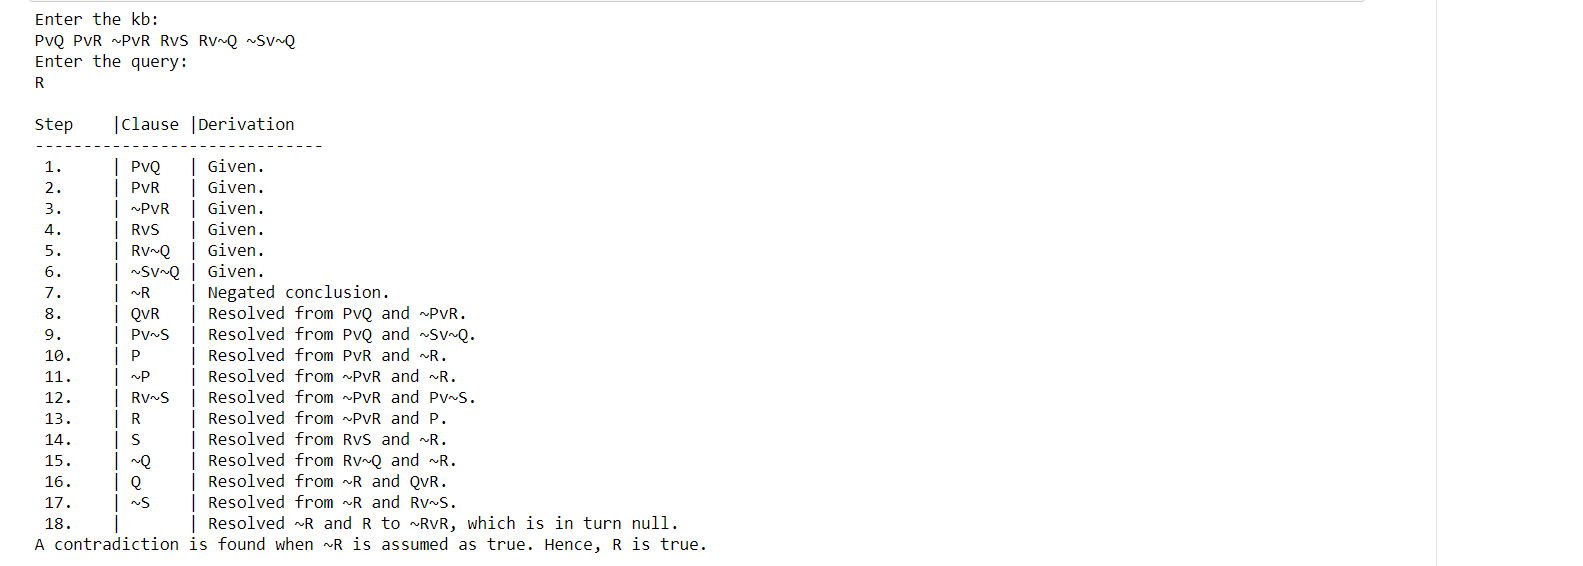 Enter the kb:
PvQ PvR ~PvR RvS Rv~Q ~Sv~Q
Enter the query:
R
Step    |Clause |Derivation
------------------------------
1.      | PvQ   | Given.
2.      | PvR   | Given.
3.      | ~PvR  | Given.
4.      | RvS   | Given.
5.      | Rv~Q  | Given.
6.      | ~Sv~Q | Given.
7.      | ~R    | Negated conclusion.
8.      | QvR   | Resolved from PvQ and ~PvR.
9.      | Pv~S  | Resolved from PvQ and ~Sv~Q.
10.     | P     | Resolved from PvR and ~R.
11.     | ~P    | Resolved from ~PvR and ~R.
12.     | Rv~S  | Resolved from ~PvR and Pv~S.
13.     | R     | Resolved from ~PvR and P.
14.     | S     | Resolved from RvS and ~R.
15.     | ~Q    | Resolved from Rv~Q and ~R.
16.     | Q     | Resolved from ~R and QvR.
17.     | ~S    | Resolved from ~R and Rv~S.
18.     |       | Resolved ~R and R to ~RvR, which is in turn null.
A contradiction is found when ~R is assumed as true. Hence, R is true.